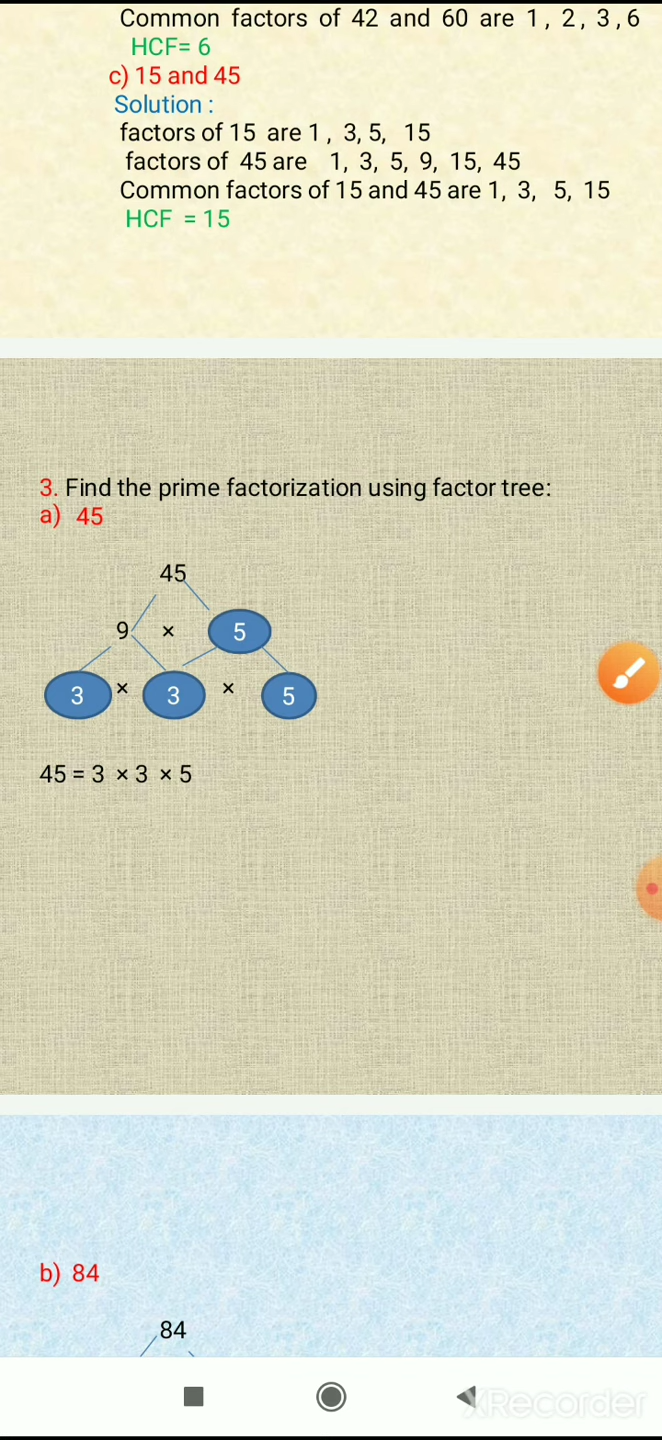 Common factors of 42 and 60 are 1, 2, 3, 6
HCF= 6
c) 15 and 45
Solution :
factors of 15 are 1, 3, 5, 15
factors of 45 are 1, 3, 5, 9, 15, 45
Common factors of 15 and 45 are 1, 3, 5, 15
HCF = 15
3. Find the prime factorization using factor tree:
a) 45
45
9 × 5
3 × 3 × 5
45 = 3 × 3 × 5
b) 84
84
XRecorder